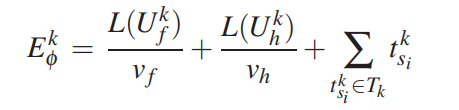 E_ϕ^k = L(U_f^k)/v_f + L(U_h^k)/v_h + ∑_{t_{s_i}^k ∈ T_k} t_{s_i}^k